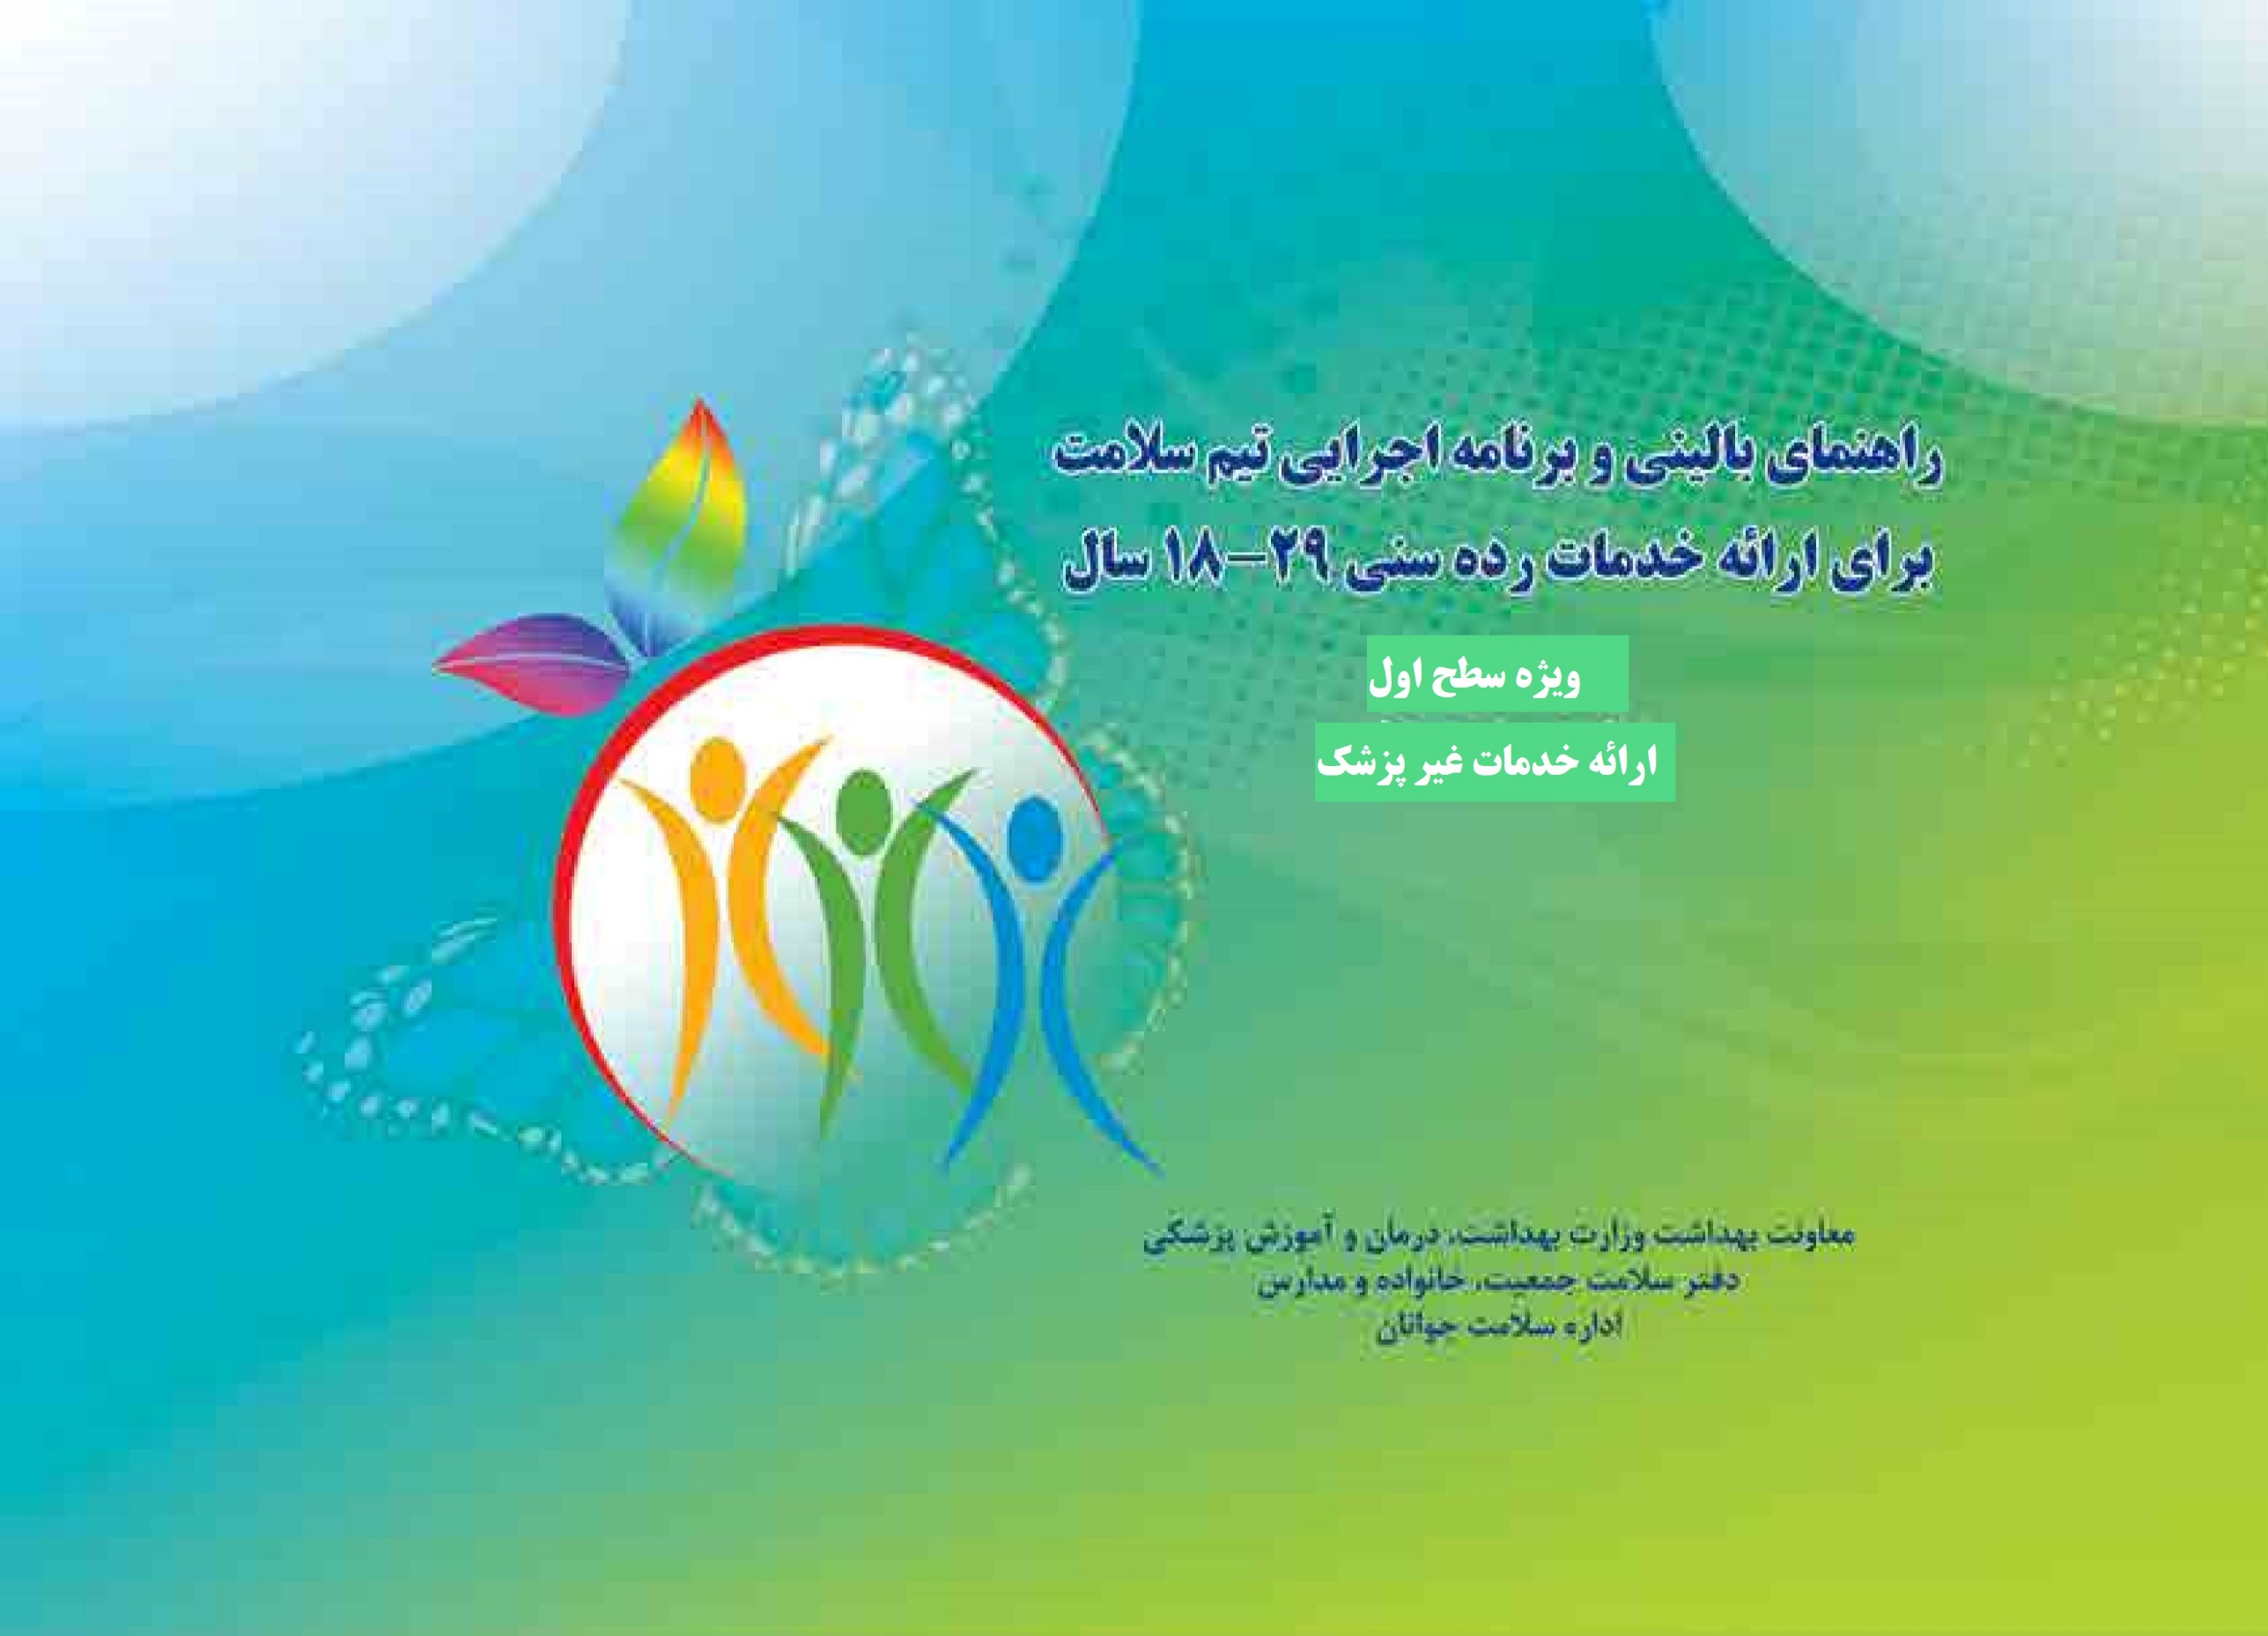 راهنمای بالینی و برنامه اجرایی تیم سلامت
برای ارائه خدمات رده سنی ۲۹-۱۸ سال
ویژه سطح اول
ارائه خدمات غیر پزشک
معاونت بهداشت وزارت بهداشت، درمان و آموزش پزشکی
دفتر سلامت جمعیت، خانواده و مدارس
اداره سلامت جوانان